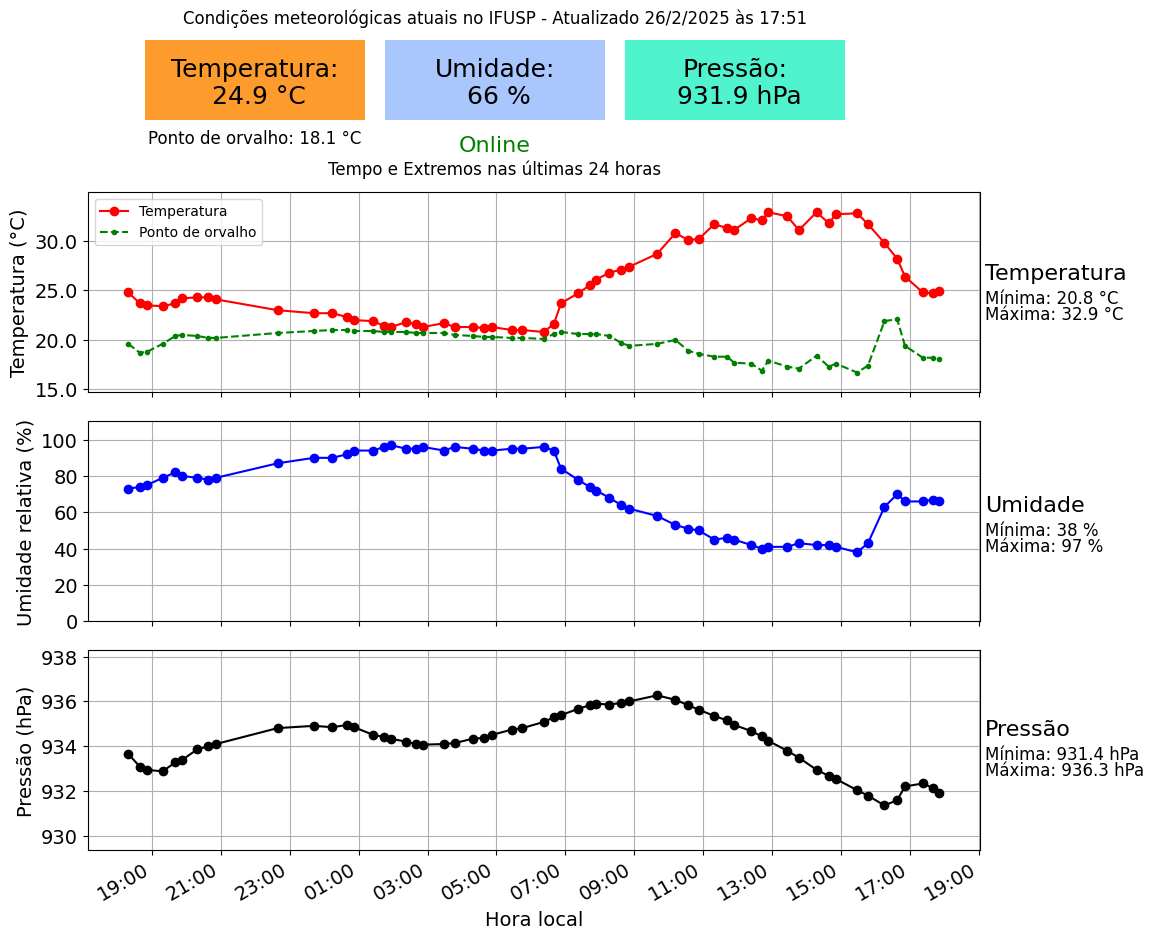 Condições meteorológicas atuais no IFUSP - Atualizado 26/2/2025 às 17:51
Temperatura:
24.9 °C
Umidade:
66 %
Pressão:
931.9 hPa
Ponto de orvalho: 18.1 °C
Online
Tempo e Extremos nas últimas 24 horas
Temperatura (°C)
30.0
25.0
20.0
15.0
Temperatura
Ponto de orvalho
Temperatura
Mínima: 20.8 °C
Máxima: 32.9 °C
Umidade relativa (%)
100
80
60
40
20
0
Umidade
Mínima: 38 %
Máxima: 97 %
Pressão (hPa)
938
936
934
932
930
Pressão
Mínima: 931.4 hPa
Máxima: 936.3 hPa
19:00 21:00 23:00 01:00 03:00 05:00 07:00 09:00 11:00 13:00 15:00 17:00 19:00
Hora local